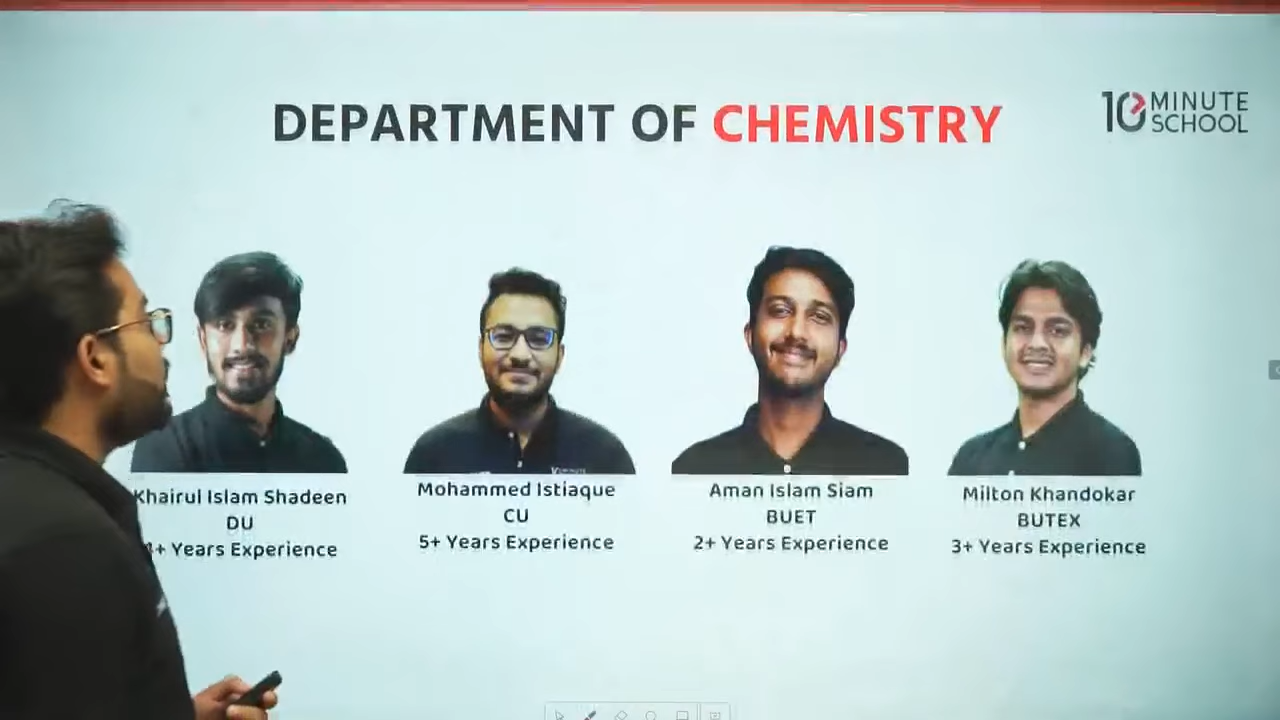 DEPARTMENT OF CHEMISTRY
10 MINUTE
SCHOOL
Khairul Islam Shadeen
DU
Years Experience
Mohammed Istiaque
CU
5+ Years Experience
Aman Islam Siam
BUET
2+ Years Experience
Milton Khandokar
BUTEX
3+ Years Experience